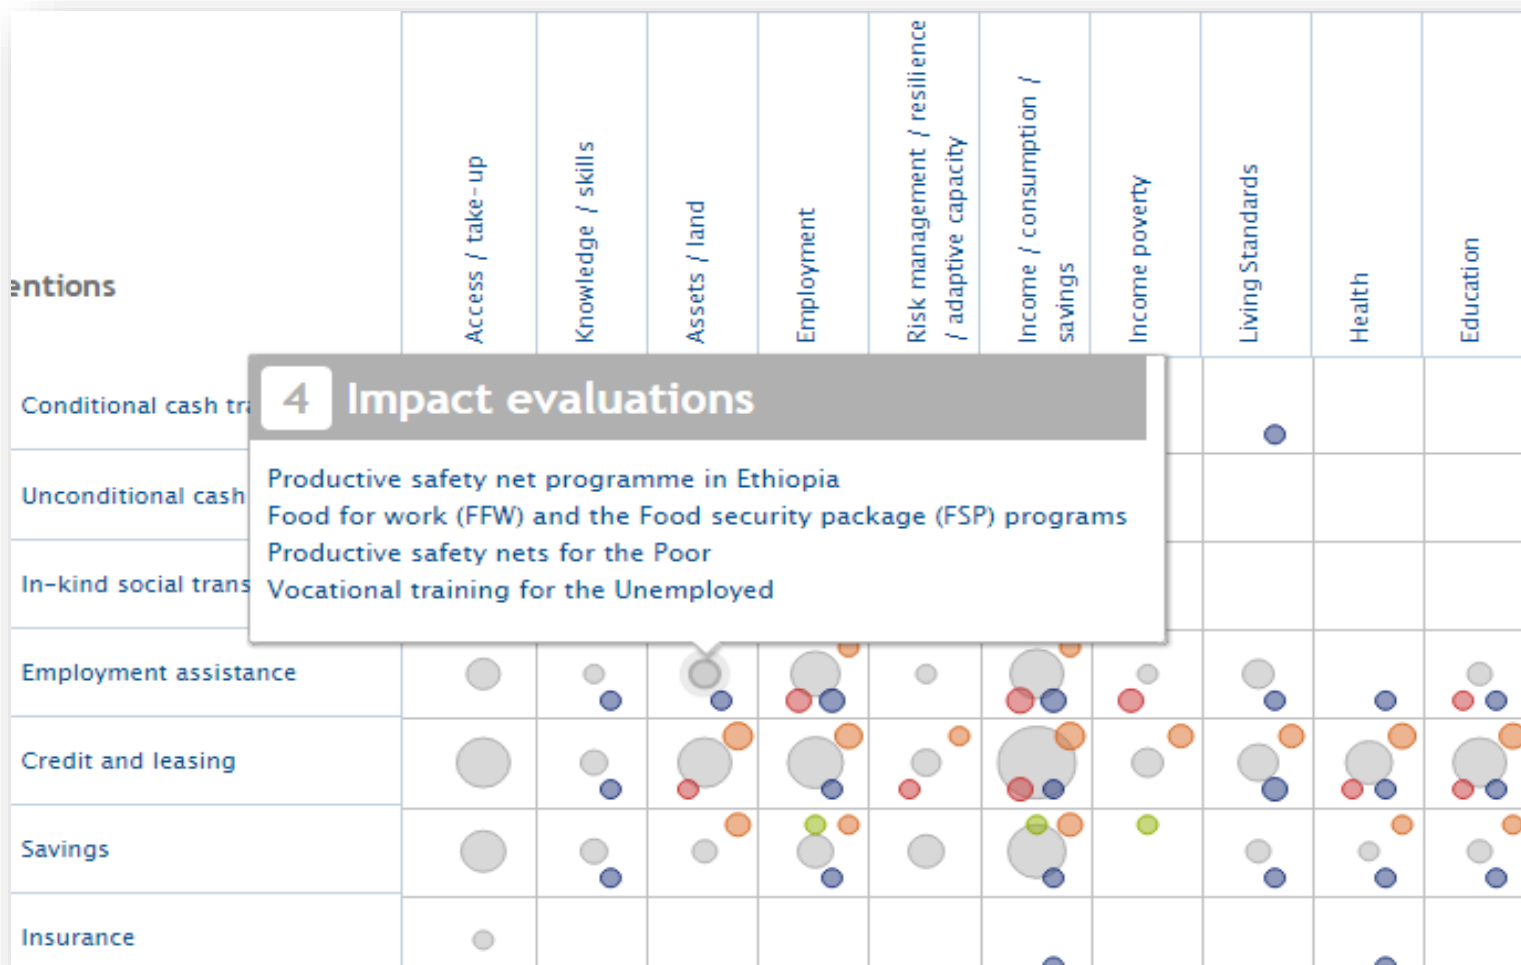 Access / take-up
Knowledge / skills
Assets / land
Employment
Risk management / resilience
/ adaptive capacity
Income / consumption /
savings
Income poverty
Living Standards
Health
Education
entions
Conditional cash tra
4 Impact evaluations
Productive safety net programme in Ethiopia
Food for work (FFW) and the Food security package (FSP) programs
Productive safety nets for the Poor
Vocational training for the Unemployed
Unconditional cash
In-kind social trans
Employment assistance
Credit and leasing
Savings
Insurance